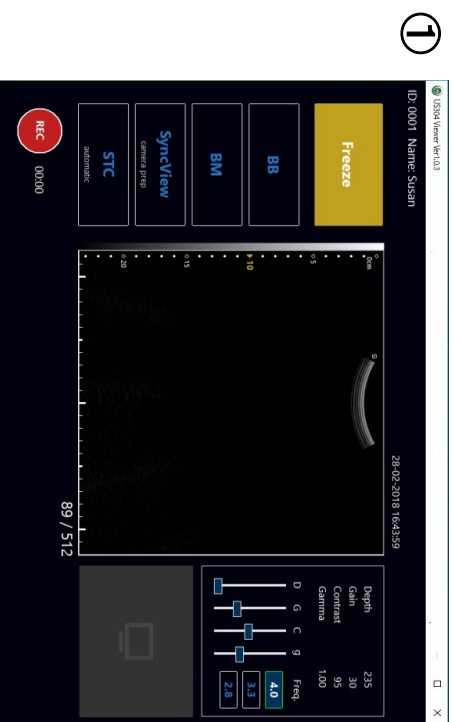 ①
US304 Viewer Ver1.0.3
ID: 0001 Name: Susan
28-02-2018 16:43:59
Freeze
BB
BM
SyncView
camera prep
STC
automatic
REC
00:00
S
0cm
5
10
15
20
89 / 512
Depth 235
Gain 30
Contrast 95
Gamma 1.00
D G C g Freq.
4.0
3.3
2.8